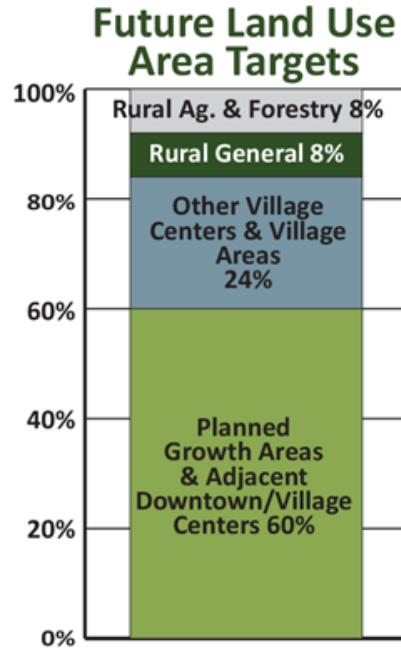 Future Land Use
Area Targets
100%
Rural Ag. & Forestry 8%
Rural General 8%
80%
Other Village
Centers & Village
Areas
24%
60%
40%
Planned
Growth Areas
& Adjacent
Downtown/Village
Centers 60%
20%
0%